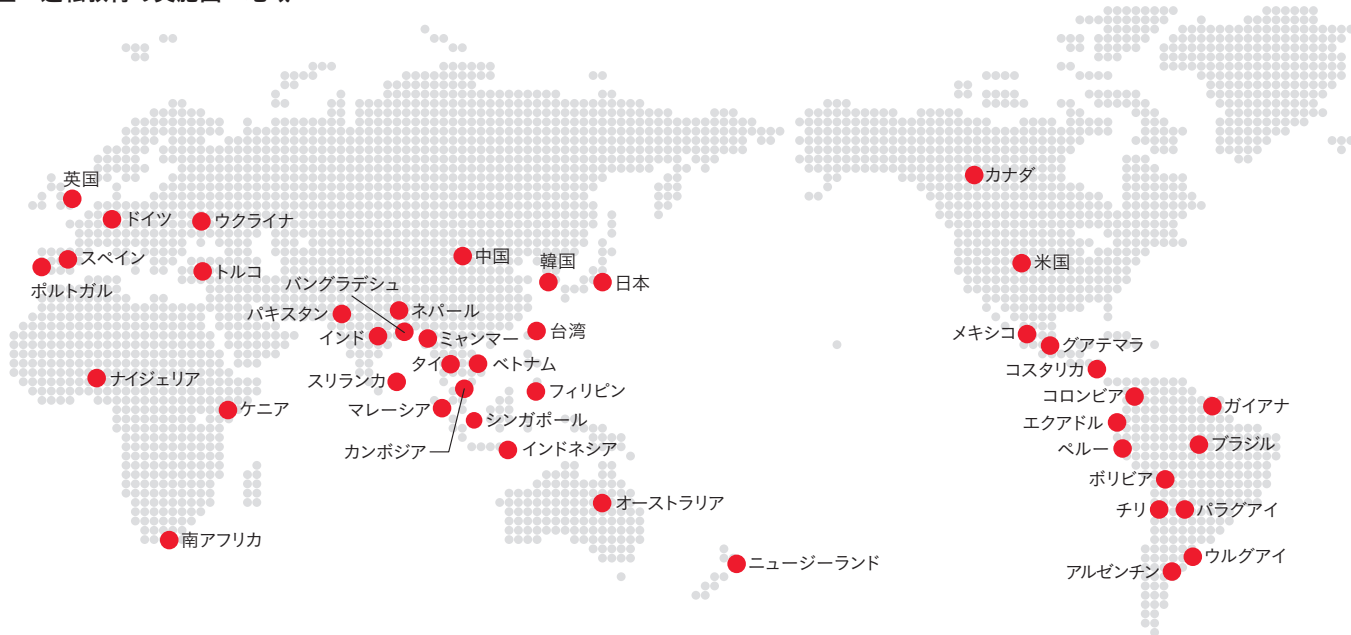 英国
ドイツ
ウクライナ
スペイン
ポルトガル
トルコ
中国
韓国
日本
バングラデシュ
パキスタン
ネパール
インド
ミャンマー
台湾
タイ
ベトナム
スリランカ
フィリピン
マレーシア
シンガポール
カンボジア
インドネシア
ナイジェリア
ケニア
南アフリカ
オーストラリア
ニュージーランド
カナダ
米国
メキシコ
グアテマラ
コスタリカ
コロンビア
ガイアナ
エクアドル
ペルー
ブラジル
ボリビア
チリ
パラグアイ
ウルグアイ
アルゼンチン